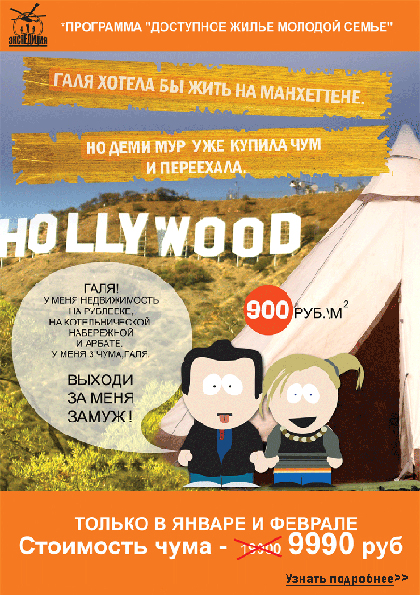 ЭКСПЕДИЦИЯ
*ПРОГРАММА "ДОСТУПНОЕ ЖИЛЬЕ МОЛОДОЙ СЕМЬЕ"
ГАЛЯ ХОТЕЛА БЫ ЖИТЬ НА МАНХЕТТЕНЕ.
НО ДЕМИ МУР УЖЕ КУПИЛА ЧУМ
И ПЕРЕЕХАЛА.
HOLLYWOOD
ГАЛЯ!
У МЕНЯ НЕДВИЖИМОСТЬ
НА РУБЛЕВКЕ,
НА КОТЕЛЬНИЧЕСКОЙ
НАБЕРЕЖНОЙ
И АРБАТЕ.
У МЕНЯ 3 ЧУМА, ГАЛЯ.
ВЫХОДИ
ЗА МЕНЯ
ЗАМУЖ!
900 РУБ.\М²
ТОЛЬКО В ЯНВАРЕ И ФЕВРАЛЕ
Стоимость чума - 19900 9990 руб
Узнать подробнее>>